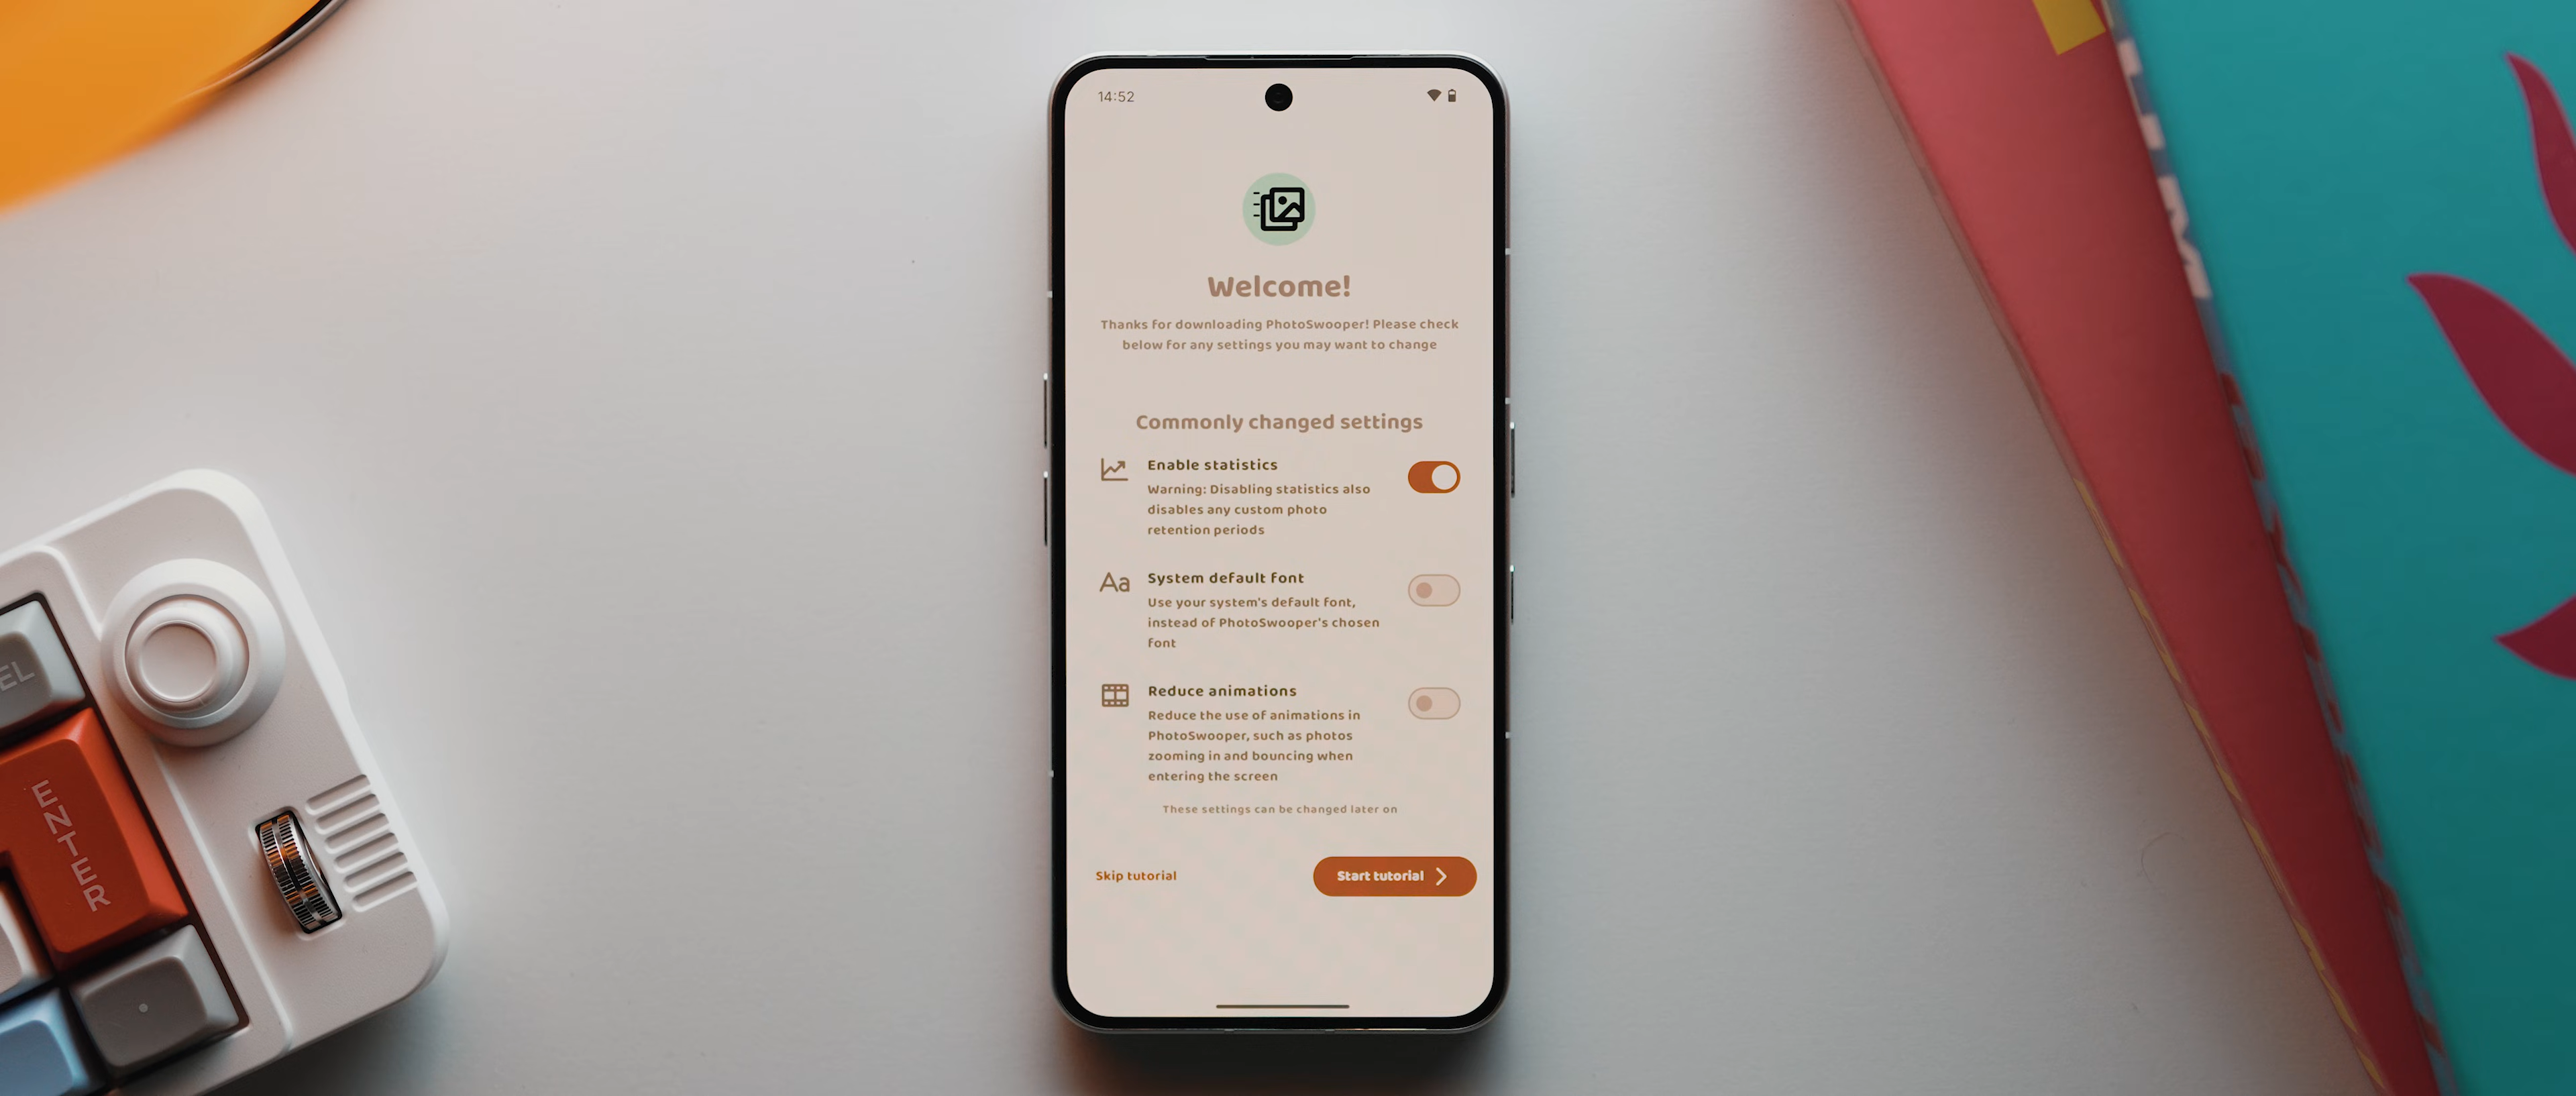 14:52
Welcome!
Thanks for downloading PhotoSwooper! Please check
below for any settings you may want to change
Commonly changed settings
Enable statistics
Warning: Disabling statistics also
disables any custom photo
retention periods
Aa
System default font
Use your system's default font,
instead of PhotoSwooper's chosen
font
Reduce animations
Reduce the use of animations in
PhotoSwooper, such as photos
zooming in and bouncing when
entering the screen
These settings can be changed later on
Skip tutorial
Start tutorial
EL
ENTER